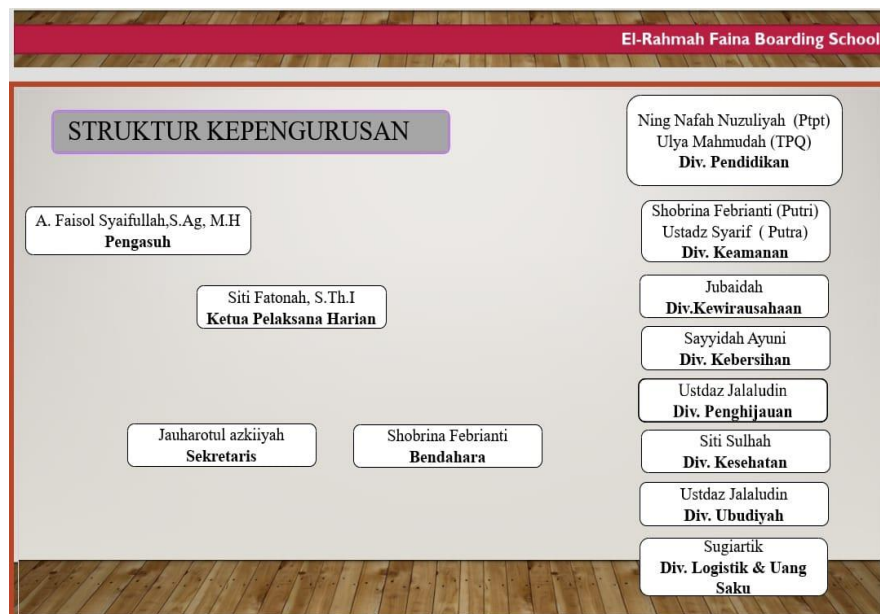 El-Rahmah Faina Boarding School
STRUKTUR KEPENGURUSAN
A. Faisol Syaifullah,S.Ag, M.H
Pengasuh
Siti Fatonah, S.Th.I
Ketua Pelaksana Harian
Jauharotul azkiiyah
Sekretaris
Shobrina Febrianti
Bendahara
Ning Nafah Nuzuliyah (Ptpt)
Ulya Mahmudah (TPQ)
Div. Pendidikan
Shobrina Febrianti (Putri)
Ustadz Syarif ( Putra)
Div. Keamanan
Jubaidah
Div.Kewirausahaan
Sayyidah Ayuni
Div. Kebersihan
Ustdaz Jalaludin
Div. Penghijauan
Siti Sulhah
Div. Kesehatan
Ustdaz Jalaludin
Div. Ubudiyah
Sugiartik
Div. Logistik & Uang
Saku